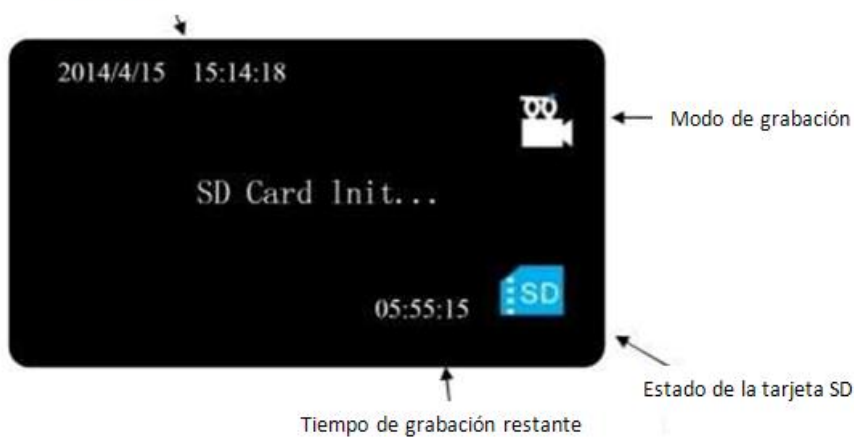 2014/4/15 15:14:18
Modo de grabación
SD Card Init...
SD
05:55:15
Estado de la tarjeta SD
Tiempo de grabación restante